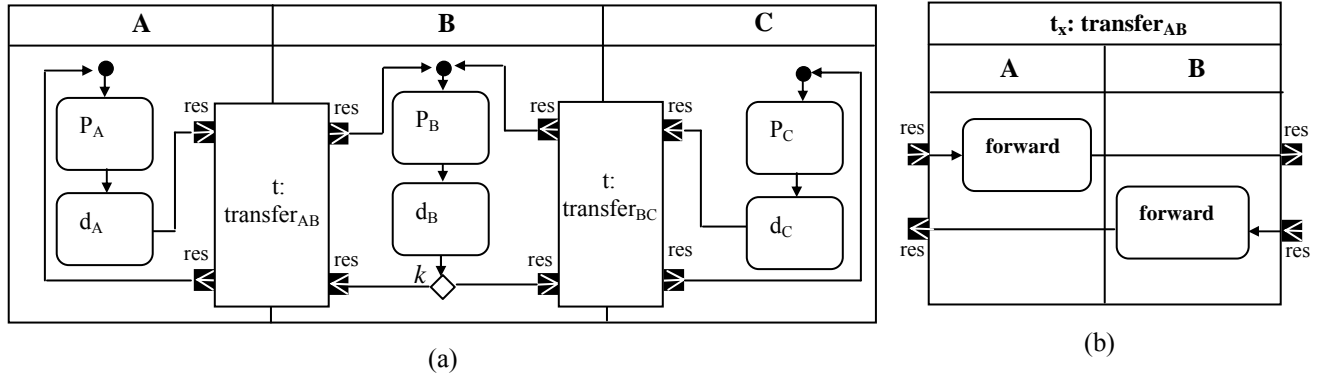 A B C
t_x: transfer_AB
A B
res res res res
P_A P_B P_C
res res
forward
t:
transfer_AB
t:
transfer_BC
d_A d_B d_C
forward
res res k res res
res res
(a)
(b)